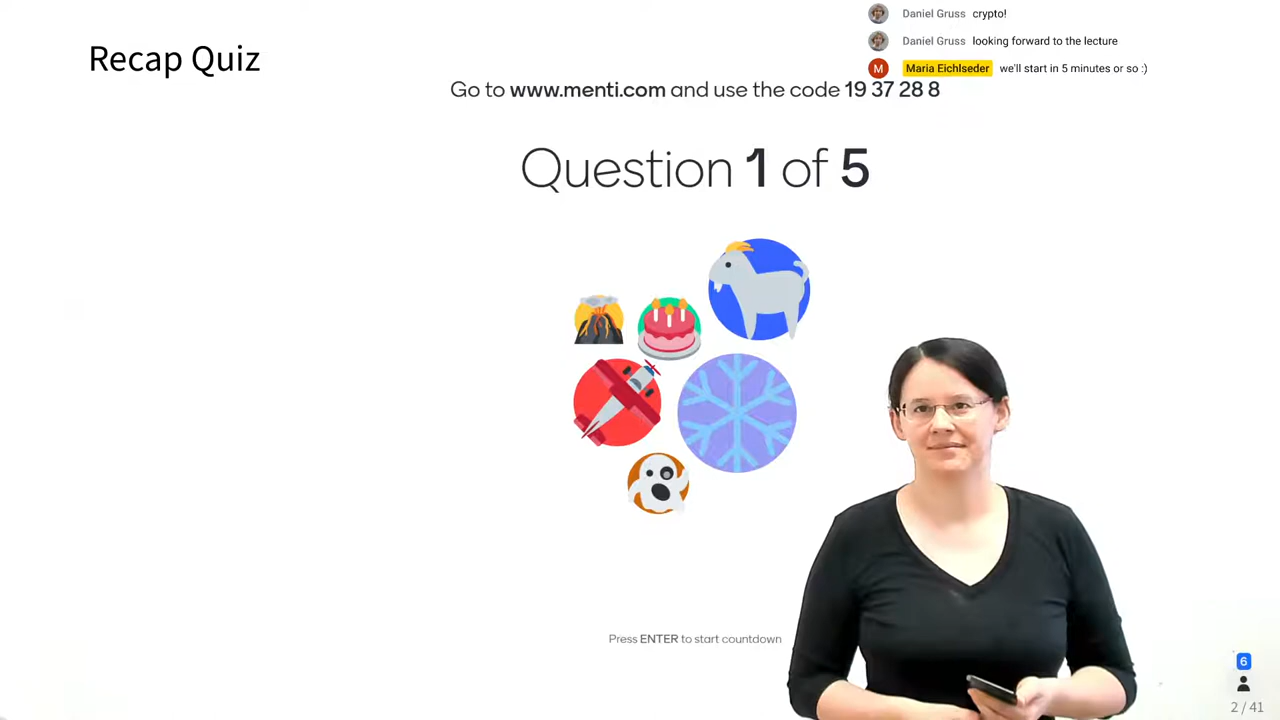 Daniel Gruss crypto!
Daniel Gruss looking forward to the lecture
M Maria Eichlseder we'll start in 5 minutes or so :)
Recap Quiz
Go to www.menti.com and use the code 19 37 28 8
Question 1 of 5
Press ENTER to start countdown
6
2 / 41